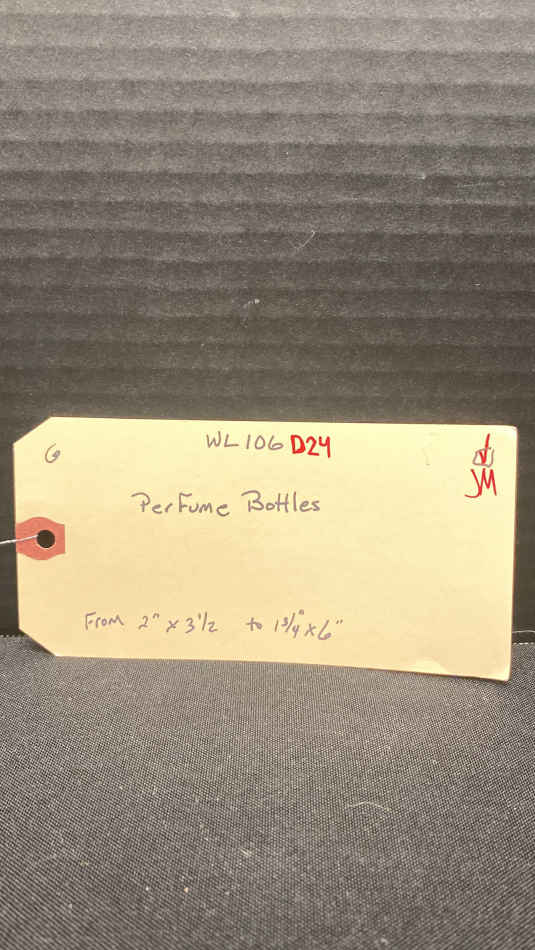 WL106 D24
G
JM
Perfume Bottles
From 2" x 3 1/2 to 1 3/4" x 6"